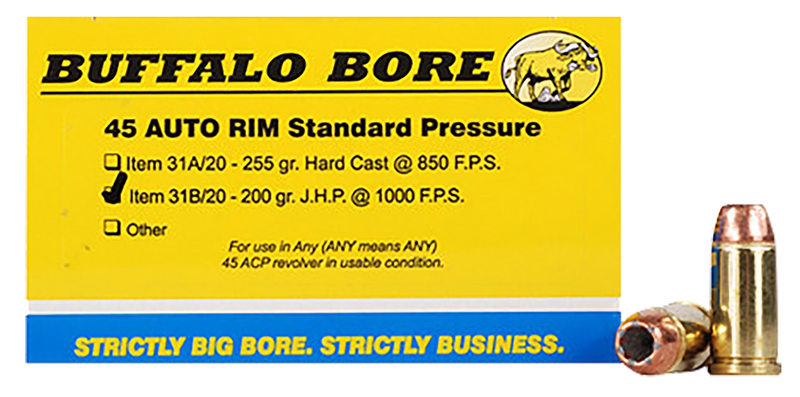 BUFFALO BORE
45 AUTO RIM Standard Pressure
Item 31A/20 - 255 gr. Hard Cast @ 850 F.P.S.
Item 31B/20 - 200 gr. J.H.P. @ 1000 F.P.S.
Other
For use in Any (ANY means ANY)
45 ACP revolver in usable condition.
STRICTLY BIG BORE. STRICTLY BUSINESS.